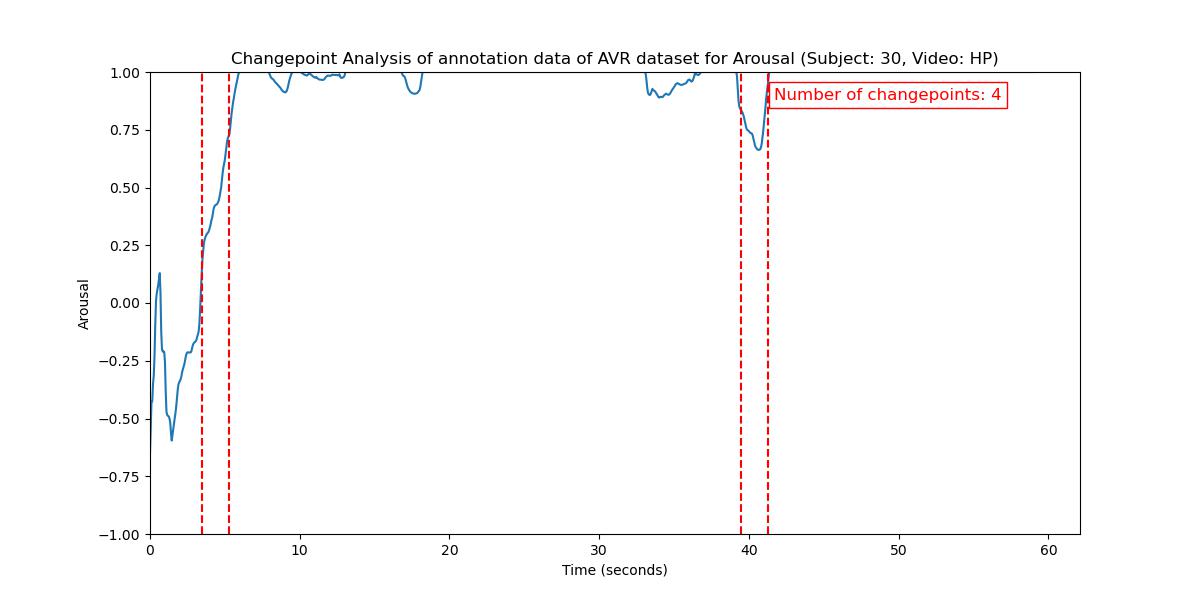 Changepoint Analysis of annotation data of AVR dataset for Arousal (Subject: 30, Video: HP)
Number of changepoints: 4
Arousal
1.00
0.75
0.50
0.25
0.00
−0.25
−0.50
−0.75
−1.00
0 10 20 30 40 50 60
Time (seconds)